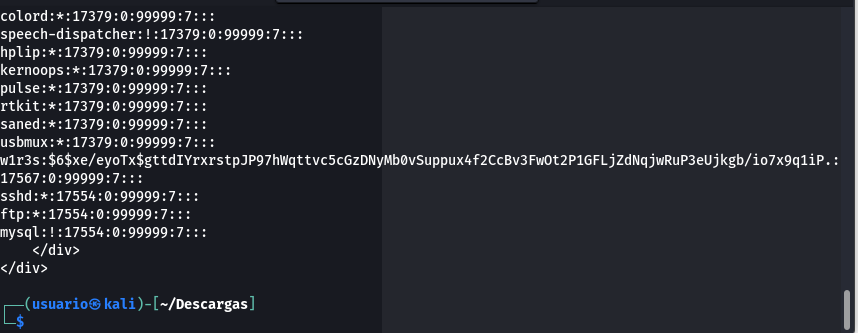 colord:*:17379:0:99999:7:::
speech-dispatcher:!:17379:0:99999:7:::
hplip:*:17379:0:99999:7:::
kernoops:*:17379:0:99999:7:::
pulse:*:17379:0:99999:7:::
rtkit:*:17379:0:99999:7:::
saned:*:17379:0:99999:7:::
usbmux:*:17379:0:99999:7:::
w1r3s:$6$xe/eyoTx$gttdIYrxrstpJP97hWqttvc5cGzDNyMb0vSuppux4f2CcBv3FwOt2P1GFLjZdNqjwRuP3eUjkgb/io7x9q1iP.:
17567:0:99999:7:::
sshd:*:17554:0:99999:7:::
ftp:*:17554:0:99999:7:::
mysql:!:17554:0:99999:7:::
    </div>
</div>
┌──(usuario㉿kali)-[~/Descargas]
└─$